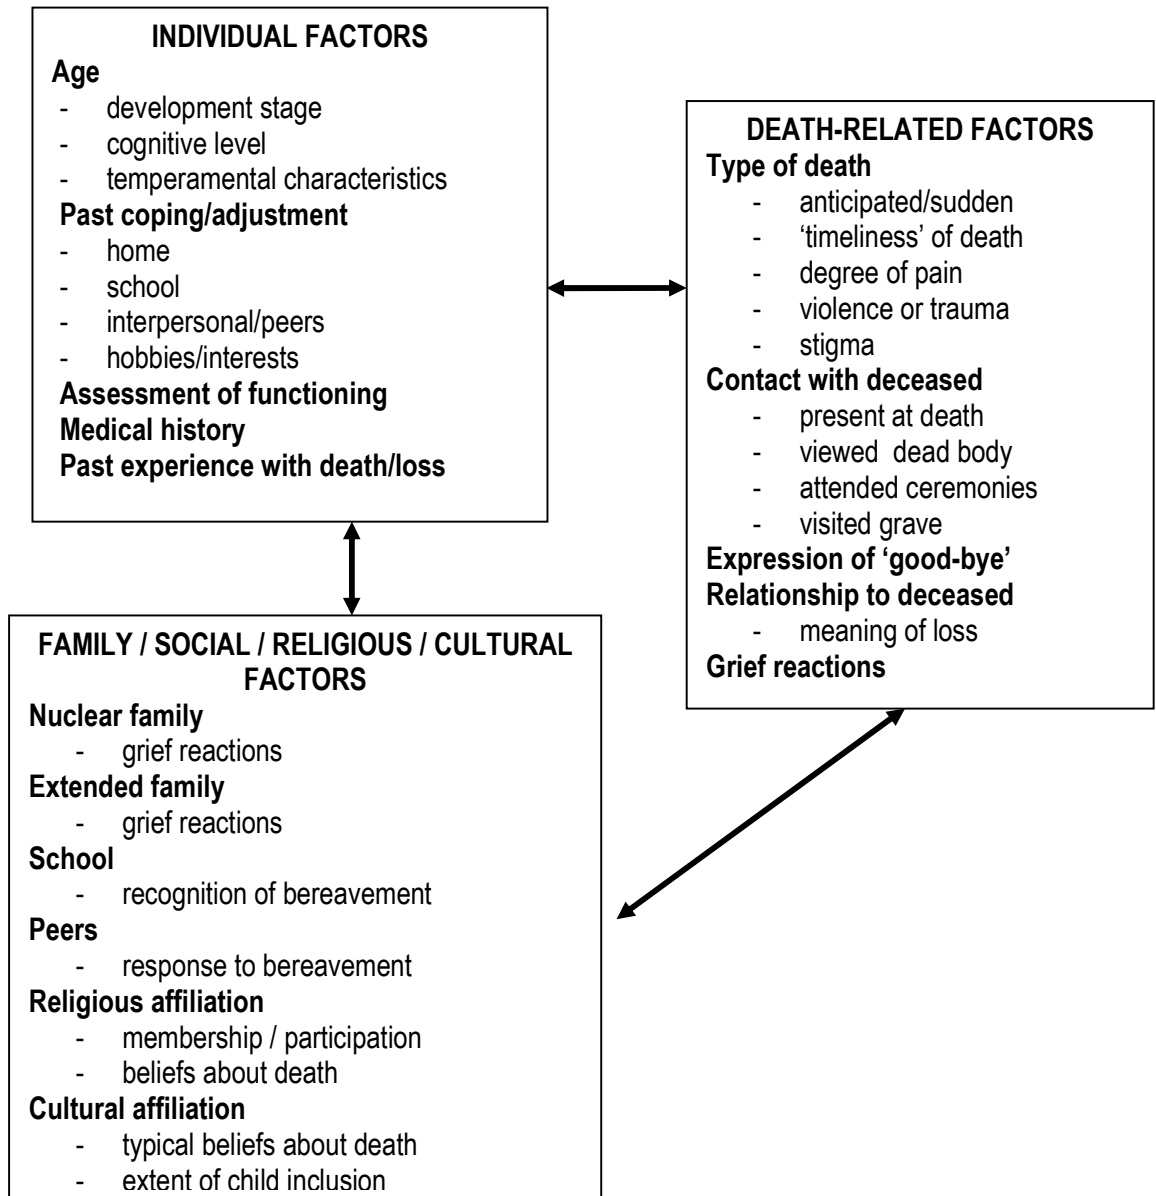 INDIVIDUAL FACTORS
Age
- development stage
- cognitive level
- temperamental characteristics
Past coping/adjustment
- home
- school
- interpersonal/peers
- hobbies/interests
Assessment of functioning
Medical history
Past experience with death/loss
DEATH-RELATED FACTORS
Type of death
- anticipated/sudden
- ‘timeliness’ of death
- degree of pain
- violence or trauma
- stigma
Contact with deceased
- present at death
- viewed dead body
- attended ceremonies
- visited grave
Expression of ‘good-bye’
Relationship to deceased
- meaning of loss
Grief reactions
FAMILY / SOCIAL / RELIGIOUS / CULTURAL
FACTORS
Nuclear family
- grief reactions
Extended family
- grief reactions
School
- recognition of bereavement
Peers
- response to bereavement
Religious affiliation
- membership / participation
- beliefs about death
Cultural affiliation
- typical beliefs about death
- extent of child inclusion